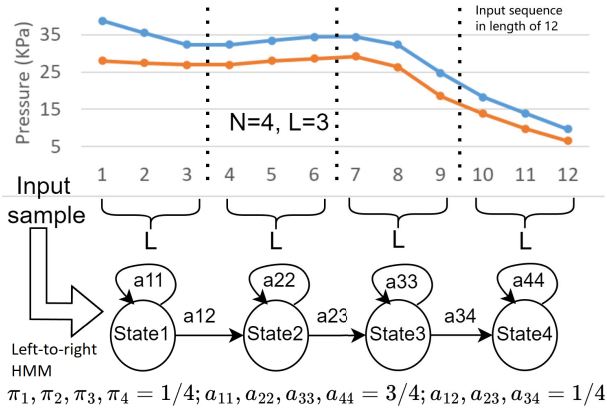 Input sequence
in length of 12
Pressure (KPa)
35
25
15
5
N=4, L=3
1 2 3 4 5 6 7 8 9 10 11 12
Input
sample
L L L L
a11 a22 a33 a44
a12 a23 a34
State1 State2 State3 State4
Left-to-right
HMM
π₁, π₂, π₃, π₄ = 1/4; a₁₁, a₂₂, a₃₃, a₄₄ = 3/4; a₁₂, a₂₃, a₃₄ = 1/4